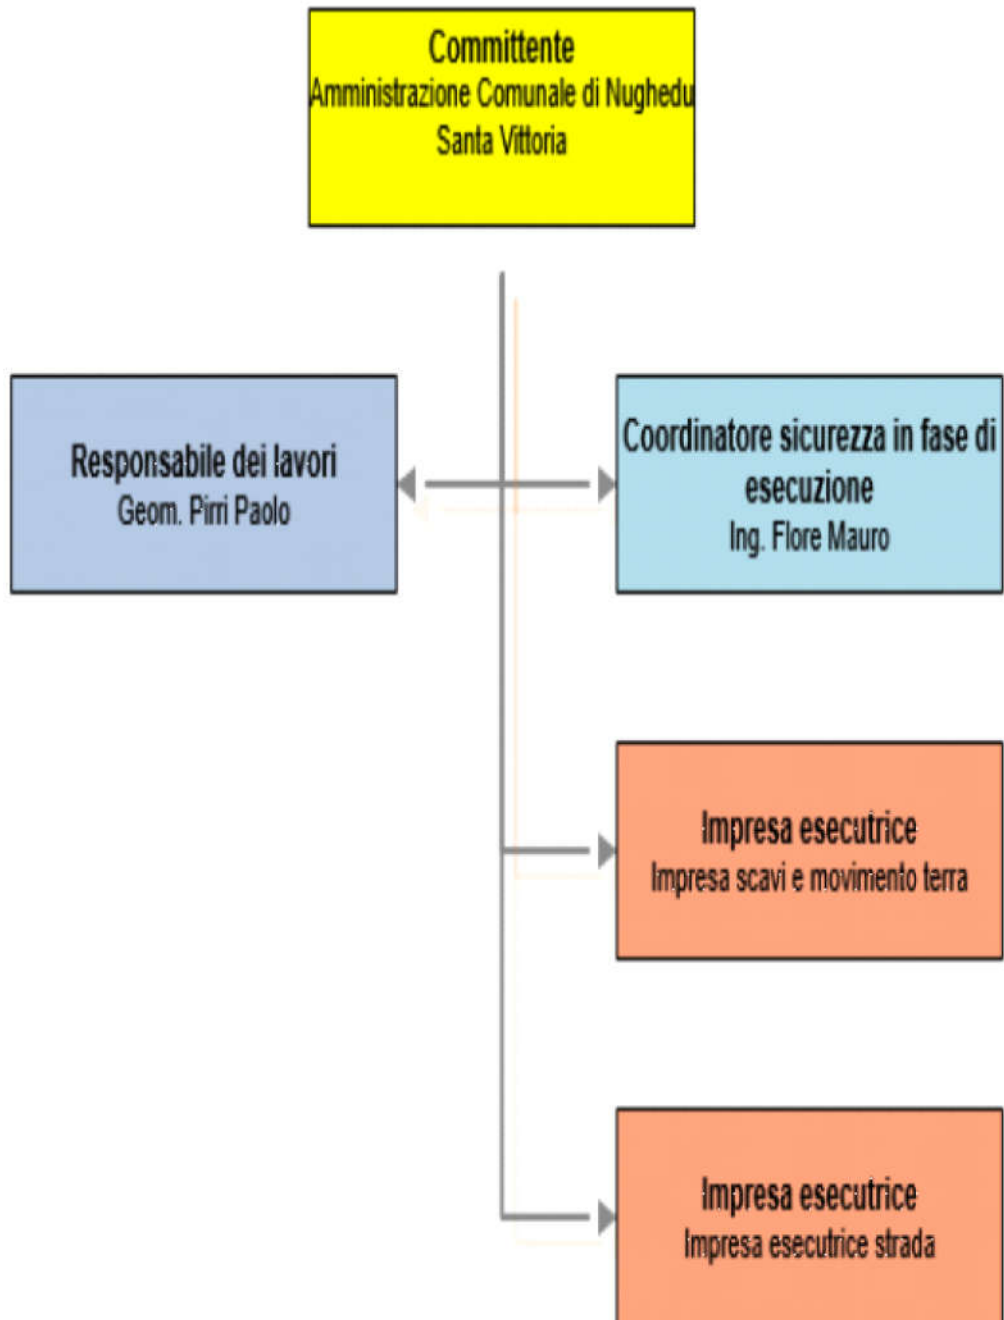 Committente
Amministrazione Comunale di Nughedu
Santa Vittoria
Responsabile dei lavori
Geom. Pirri Paolo
Coordinatore sicurezza in fase di
esecuzione
Ing. Flore Mauro
Impresa esecutrice
Impresa scavi e movimento terra
Impresa esecutrice
Impresa esecutrice strada